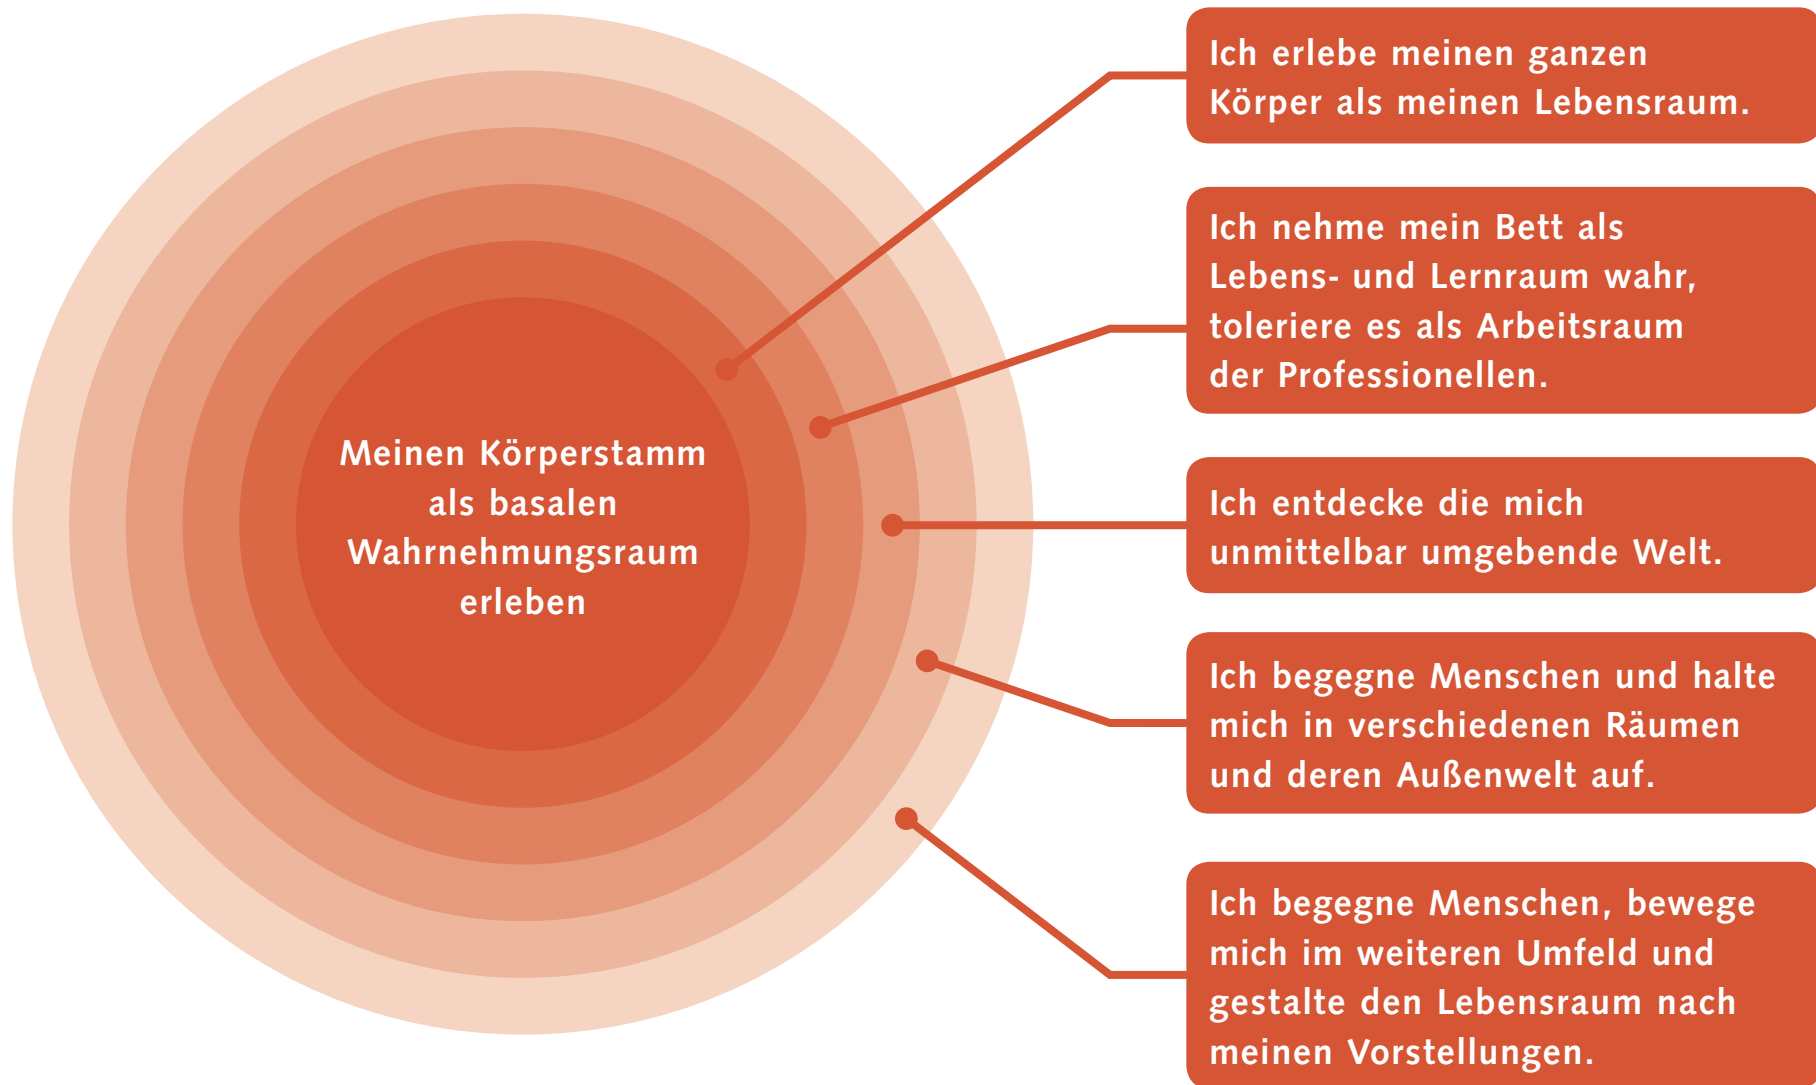 Meinen Körperstamm
als basalen
Wahrnehmungsraum
erleben
Ich erlebe meinen ganzen
Körper als meinen Lebensraum.
Ich nehme mein Bett als
Lebens- und Lernraum wahr,
toleriere es als Arbeitsraum
der Professionellen.
Ich entdecke die mich
unmittelbar umgebende Welt.
Ich begegne Menschen und halte
mich in verschiedenen Räumen
und deren Außenwelt auf.
Ich begegne Menschen, bewege
mich im weiteren Umfeld und
gestalte den Lebensraum nach
meinen Vorstellungen.